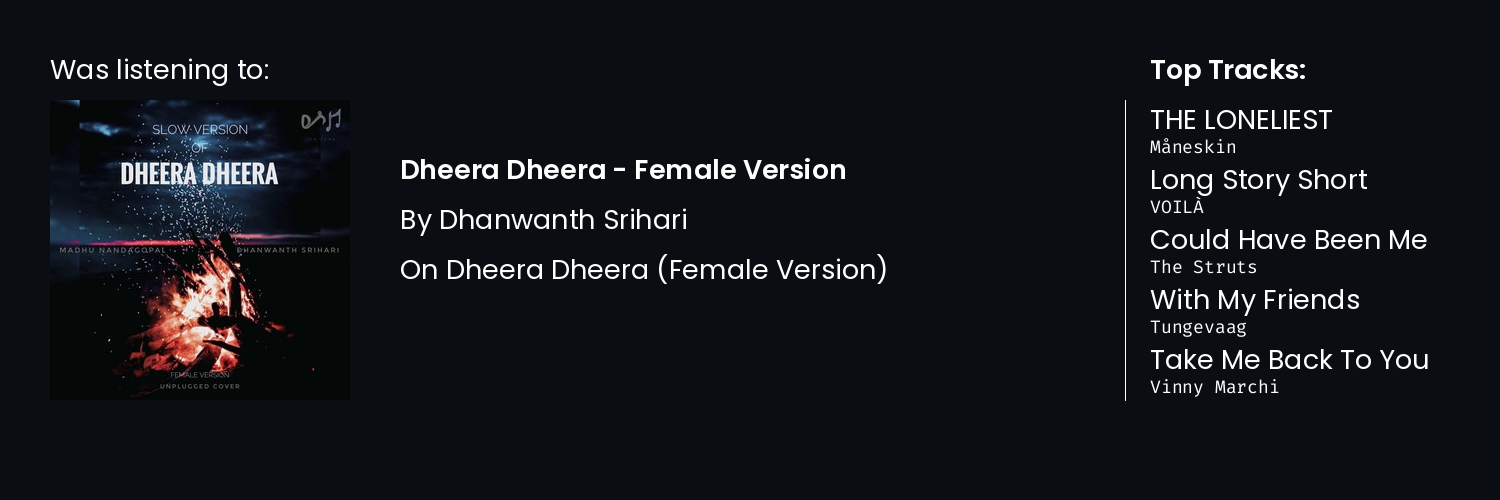 Was listening to:
SLOW VERSION
OF
DHEERA DHEERA
MADHU NANDAGOPAL
DHANWANTH SRIHARI
FEMALE VERSION
UNPLUGGED COVER
Dheera Dheera - Female Version
By Dhanwanth Srihari
On Dheera Dheera (Female Version)
Top Tracks:
THE LONELIEST
Måneskin
Long Story Short
VOILÀ
Could Have Been Me
The Struts
With My Friends
Tungevaag
Take Me Back To You
Vinny Marchi